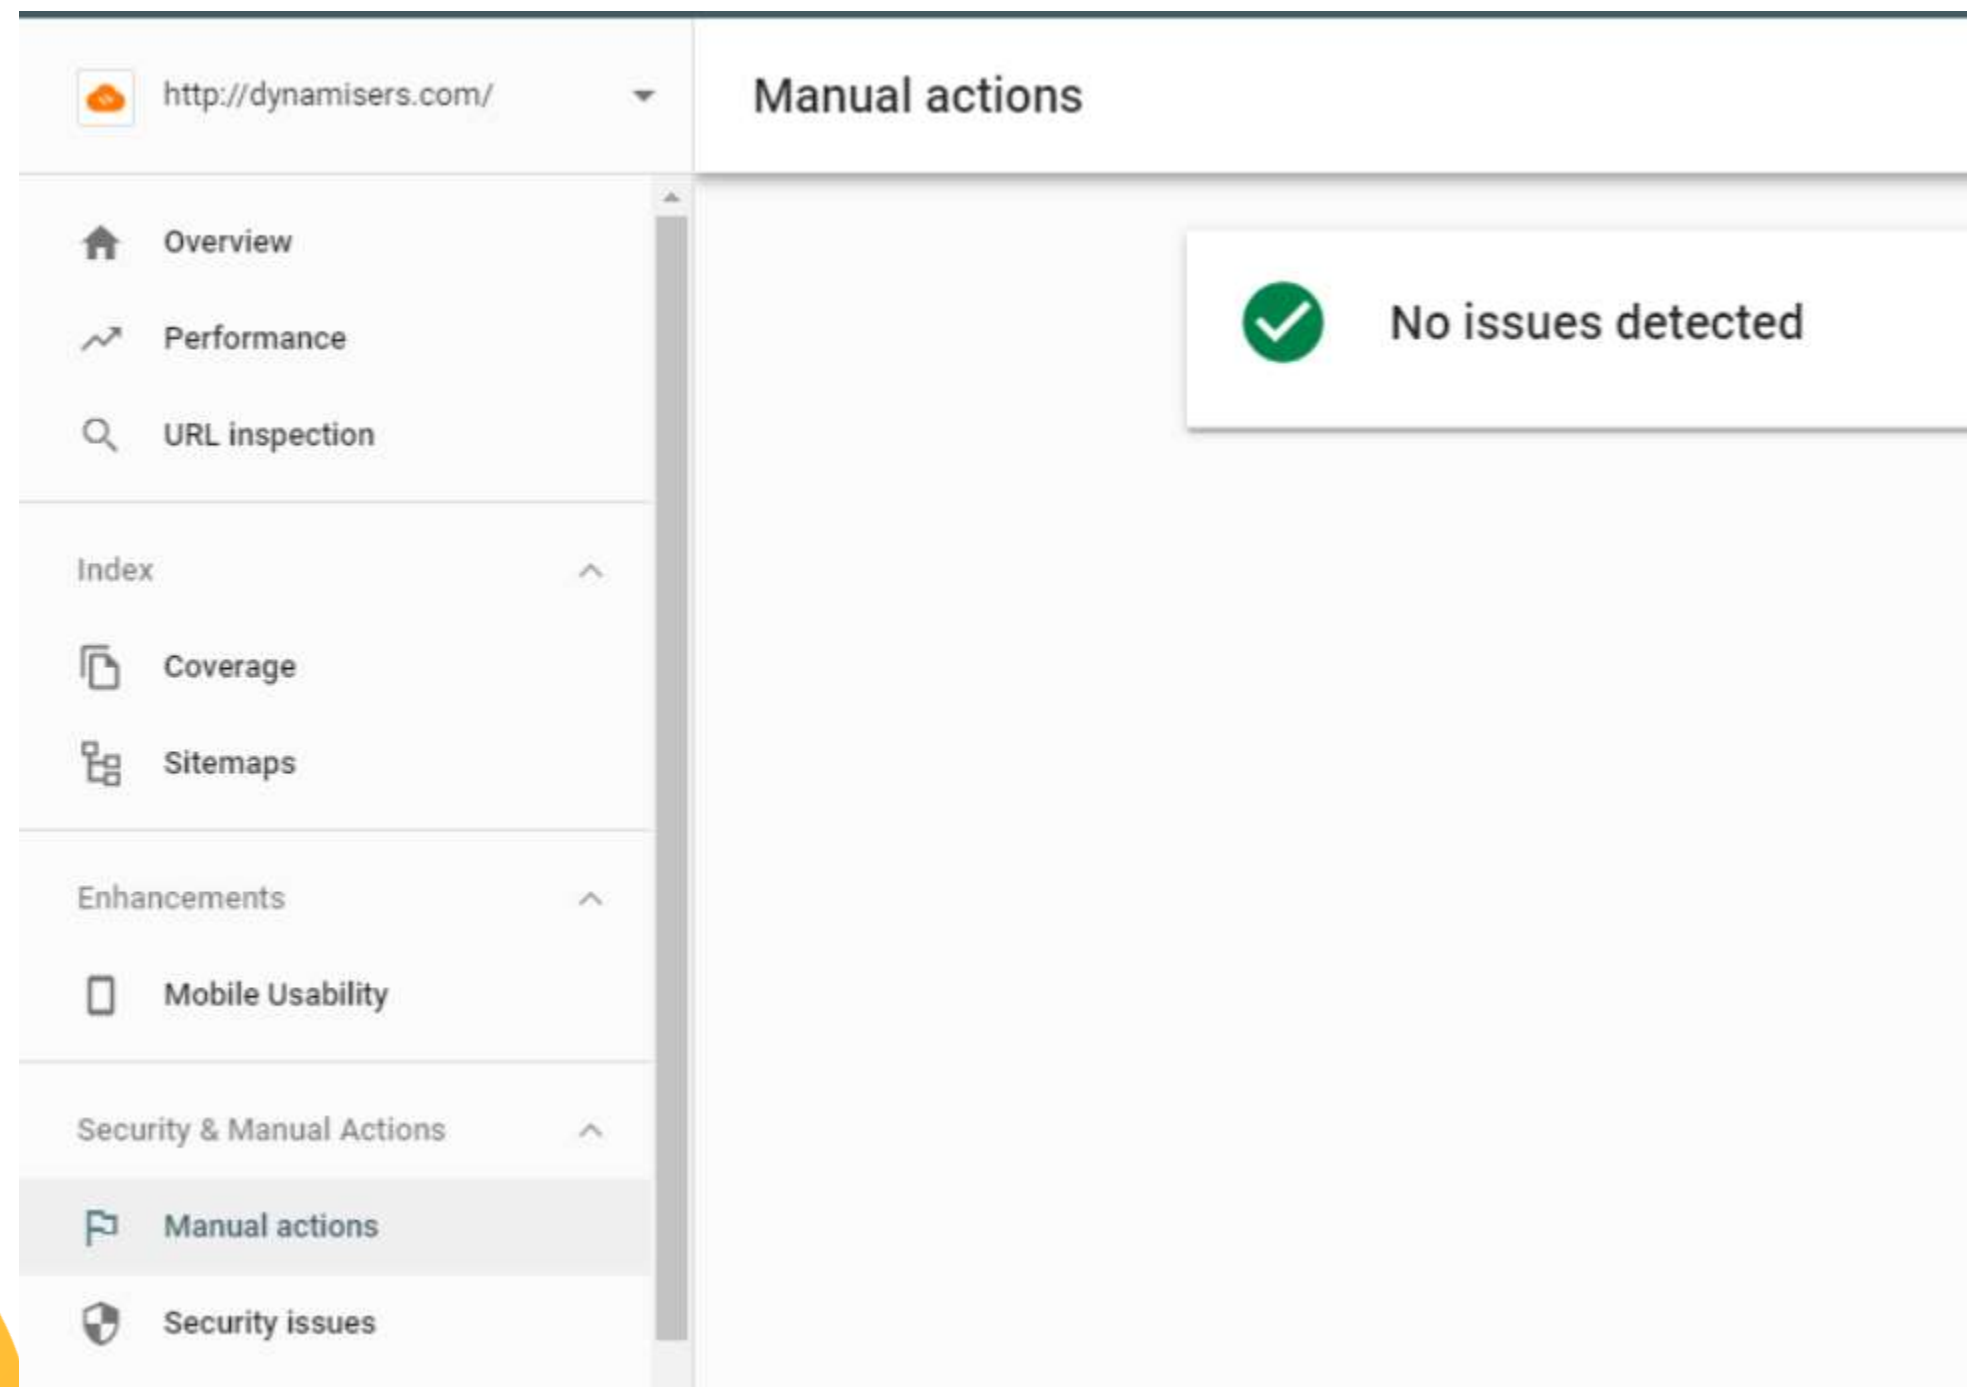 http://dynamisers.com/
Manual actions
Overview
Performance
URL inspection
Index
Coverage
Sitemaps
Enhancements
Mobile Usability
Security & Manual Actions
Manual actions
Security issues
No issues detected